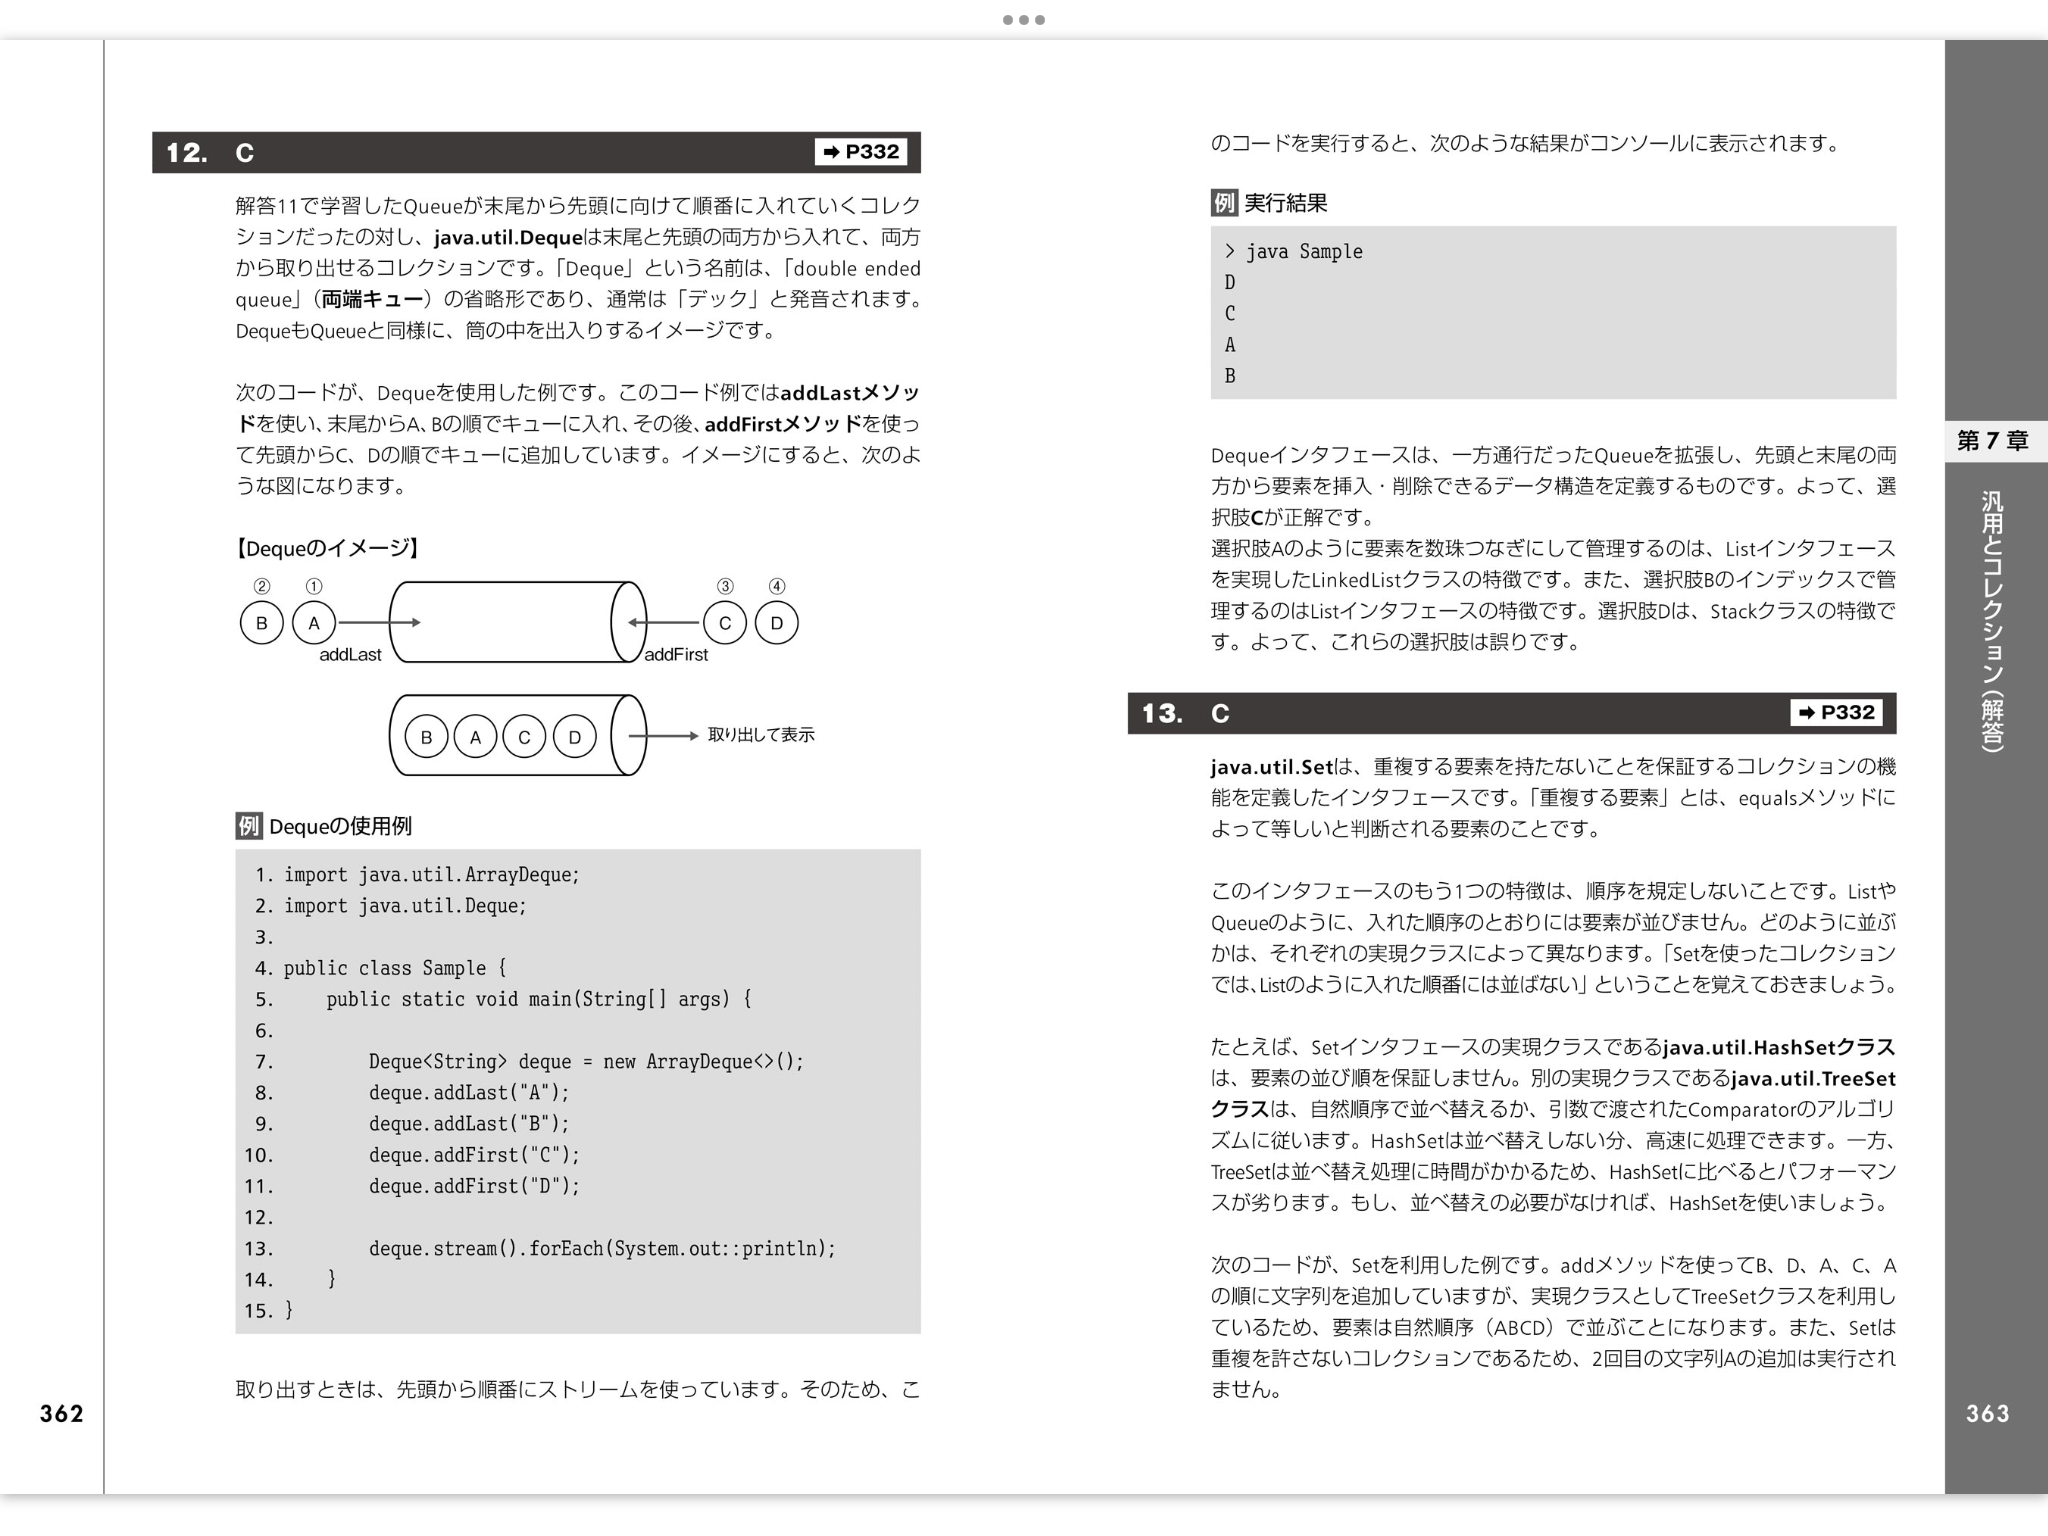 12. C ➡P332
解答11で学習したQueueが末尾から先頭に向けて順番に入れていくコレク
ションだったの対し、java.util.Dequeは末尾と先頭の両方から入れて、両方
から取り出せるコレクションです。「Deque」という名前は、「double ended
queue」（両端キュー）の省略形であり、通常は「デック」と発音されます。
DequeもQueueと同様に、筒の中を出入りするイメージです。
次のコードが、Dequeを使用した例です。このコード例ではaddLastメソッ
ドを使い、末尾からA、Bの順でキューに入れ、その後、addFirstメソッドを使っ
て先頭からC、Dの順でキューに追加しています。イメージにすると、次のよ
うな図になります。
【Dequeのイメージ】
② ① ③ ④
B A C D
addLast addFirst
B A C D 取り出して表示
例 Dequeの使用例
1. import java.util.ArrayDeque;
2. import java.util.Deque;
3.
4. public class Sample {
5.     public static void main(String[] args) {
6.
7.         Deque<String> deque = new ArrayDeque<>();
8.         deque.addLast("A");
9.         deque.addLast("B");
10.         deque.addFirst("C");
11.         deque.addFirst("D");
12.
13.         deque.stream().forEach(System.out::println);
14.     }
15. }
取り出すときは、先頭から順番にストリームを使っています。そのため、こ
362
のコードを実行すると、次のような結果がコンソールに表示されます。
例 実行結果
> java Sample
D
C
A
B
Dequeインタフェースは、一方通行だったQueueを拡張し、先頭と末尾の両
方から要素を挿入・削除できるデータ構造を定義するものです。よって、選
択肢Cが正解です。
選択肢Aのように要素を数珠つなぎにして管理するのは、Listインタフェース
を実現したLinkedListクラスの特徴です。また、選択肢Bのインデックスで管
理するのはListインタフェースの特徴です。選択肢Dは、Stackクラスの特徴で
す。よって、これらの選択肢は誤りです。
13. C ➡P332
java.util.Setは、重複する要素を持たないことを保証するコレクションの機
能を定義したインタフェースです。「重複する要素」とは、equalsメソッドに
よって等しいと判断される要素のことです。
このインタフェースのもう1つの特徴は、順序を規定しないことです。Listや
Queueのように、入れた順序のとおりには要素が並びません。どのように並ぶ
かは、それぞれの実現クラスによって異なります。「Setを使ったコレクション
では、Listのように入れた順番には並ばない」ということを覚えておきましょう。
たとえば、Setインタフェースの実現クラスであるjava.util.HashSetクラス
は、要素の並び順を保証しません。別の実現クラスであるjava.util.TreeSet
クラスは、自然順序で並べ替えるか、引数で渡されたComparatorのアルゴリ
ズムに従います。HashSetは並べ替えしない分、高速に処理できます。一方、
TreeSetは並べ替え処理に時間がかかるため、HashSetに比べるとパフォーマン
スが劣ります。もし、並べ替えの必要がなければ、HashSetを使いましょう。
次のコードが、Setを利用した例です。addメソッドを使ってB、D、A、C、A
の順に文字列を追加していますが、実現クラスとしてTreeSetクラスを利用し
ているため、要素は自然順序（ABCD）で並ぶことになります。また、Setは
重複を許さないコレクションであるため、2回目の文字列Aの追加は実行され
ません。
第7章
汎用とコレクション（解答）
363